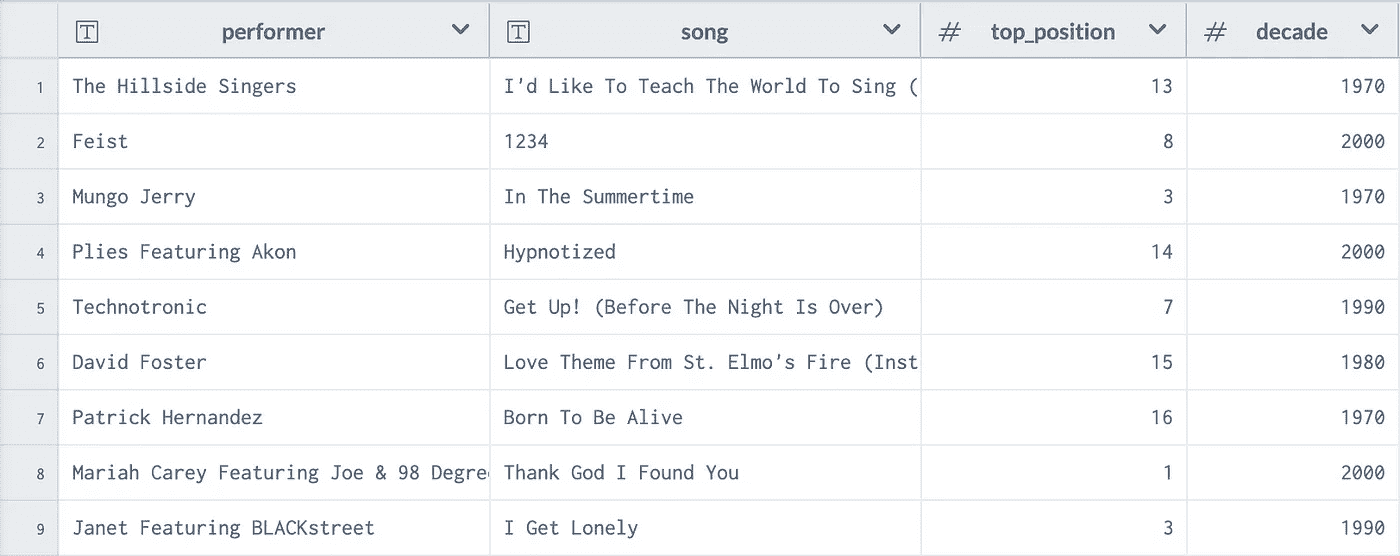 performer song top_position decade
1 The Hillside Singers I'd Like To Teach The World To Sing ( 13 1970
2 Feist 1234 8 2000
3 Mungo Jerry In The Summertime 3 1970
4 Plies Featuring Akon Hypnotized 14 2000
5 Technotronic Get Up! (Before The Night Is Over) 7 1990
6 David Foster Love Theme From St. Elmo's Fire (Inst 15 1980
7 Patrick Hernandez Born To Be Alive 16 1970
8 Mariah Carey Featuring Joe & 98 Degre Thank God I Found You 1 2000
9 Janet Featuring BLACKstreet I Get Lonely 3 1990